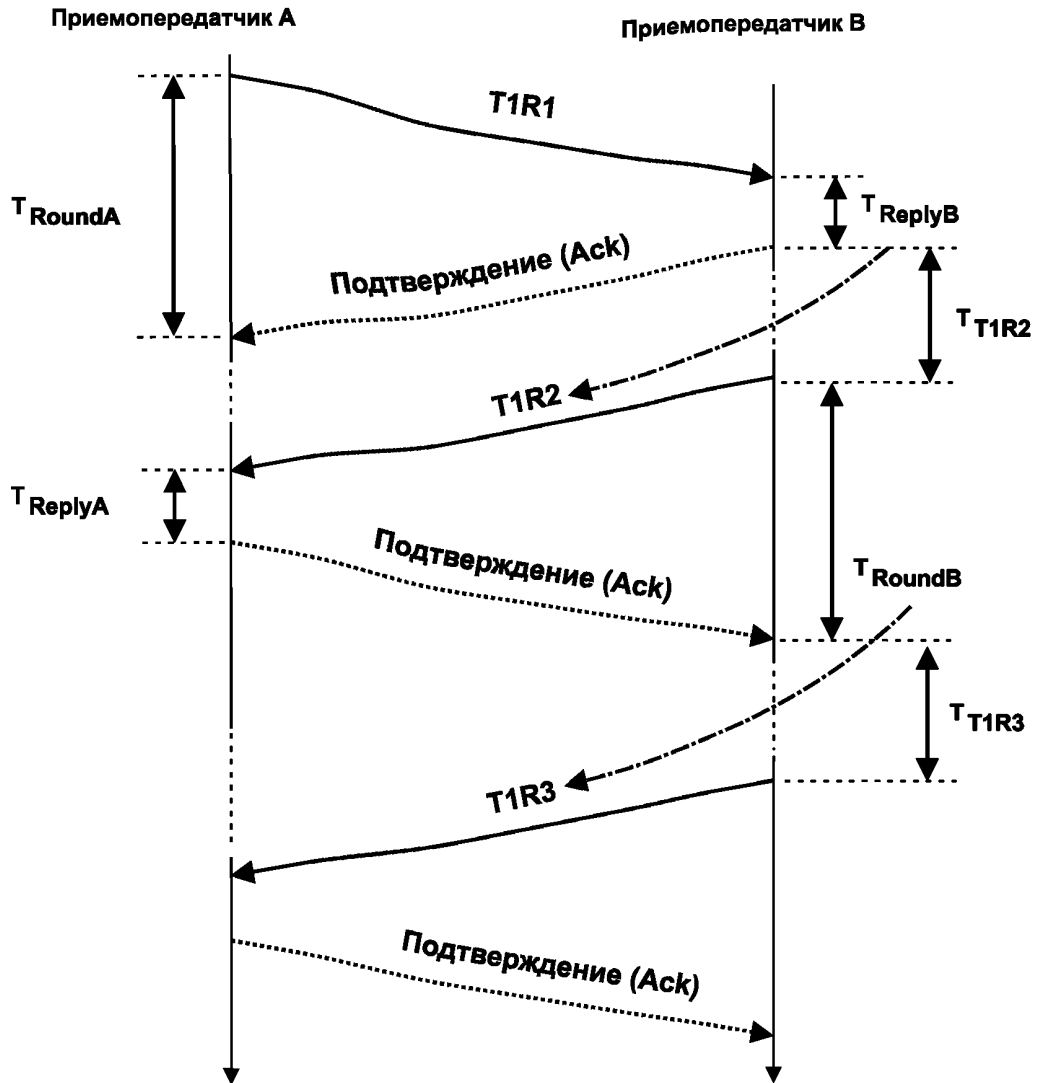 Приемопередатчик A
Приемопередатчик B
T1R1
T RoundA
T ReplyB
Подтверждение (Ack)
T T1R2
T1R2
T ReplyA
Подтверждение (Ack)
T RoundB
T T1R3
T1R3
Подтверждение (Ack)